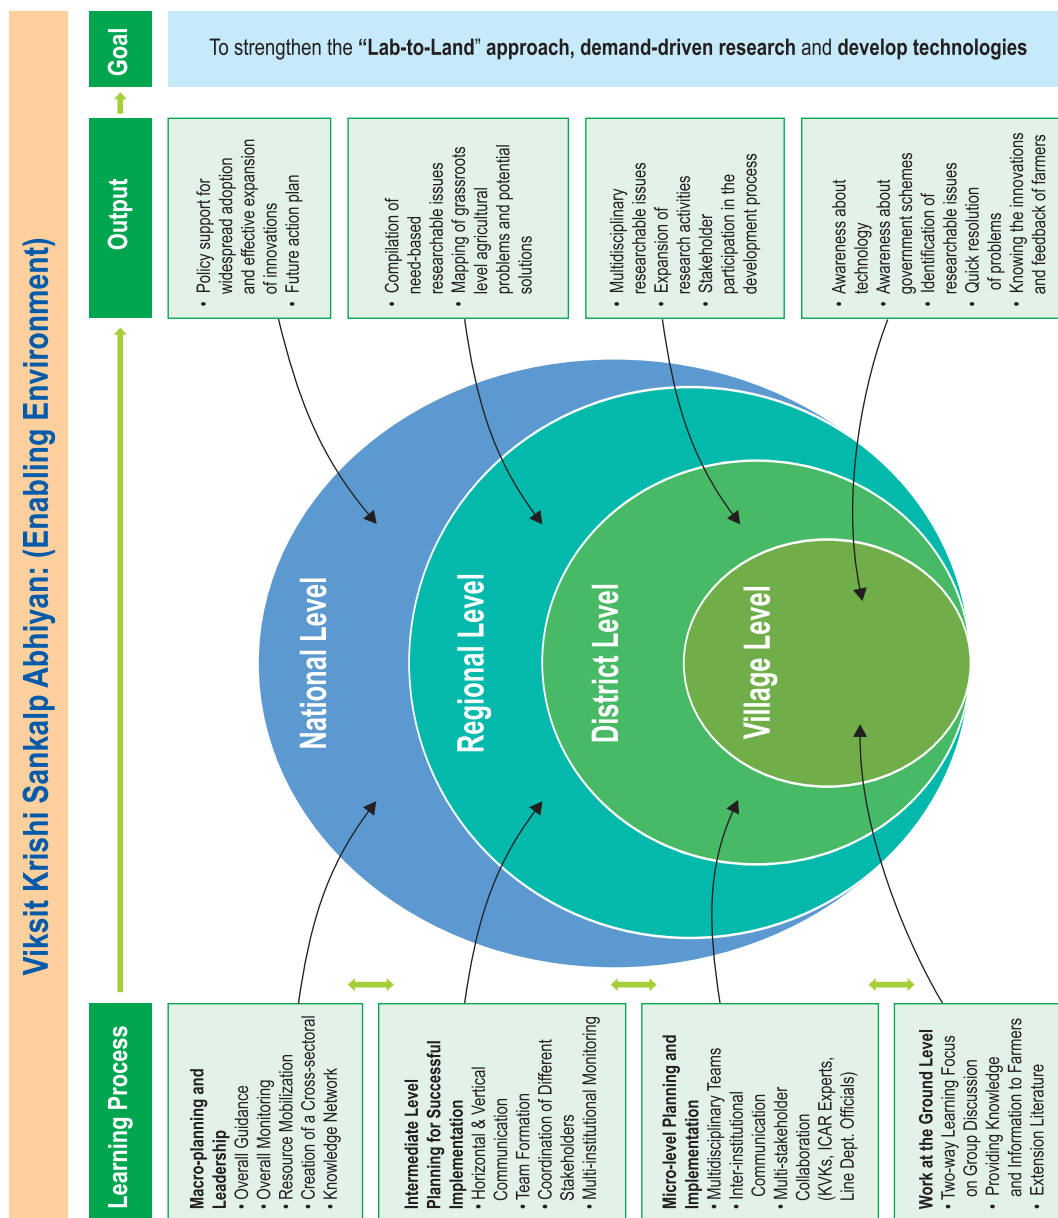 Viksit Krishi Sankalp Abhiyan: (Enabling Environment)
Learning Process
Output
Goal
Macro-planning and
Leadership
• Overall Guidance
• Overall Monitoring
• Resource Mobilization
• Creation of a Cross-sectoral
• Knowledge Network
Intermediate Level
Planning for Successful
Implementation
• Horizontal & Vertical
Communication
• Team Formation
• Coordination of Different
Stakeholders
• Multi-institutional Monitoring
Micro-level Planning and
Implementation
• Multidisciplinary Teams
• Inter-institutional
Communication
• Multi-stakeholder
Collaboration
(KVKs, ICAR Experts,
Line Dept. Officials)
Work at the Ground Level
• Two-way Learning Focus
on Group Discussion
• Providing Knowledge
and Information to Farmers
• Extension Literature
National Level
Regional Level
District Level
Village Level
• Policy support for
widespread adoption
and effective expansion
of innovations
• Future action plan
• Compilation of
need-based
researchable issues
• Mapping of grassroots
level agricultural
problems and potential
solutions
• Multidisciplinary
researchable issues
• Expansion of
research activities
• Stakeholder
participation in the
development process
• Awareness about
technology
• Awareness about
government schemes
• Identification of
researchable issues
• Quick resolution
of problems
• Knowing the innovations
and feedback of farmers
To strengthen the “Lab-to-Land” approach, demand-driven research and develop technologies